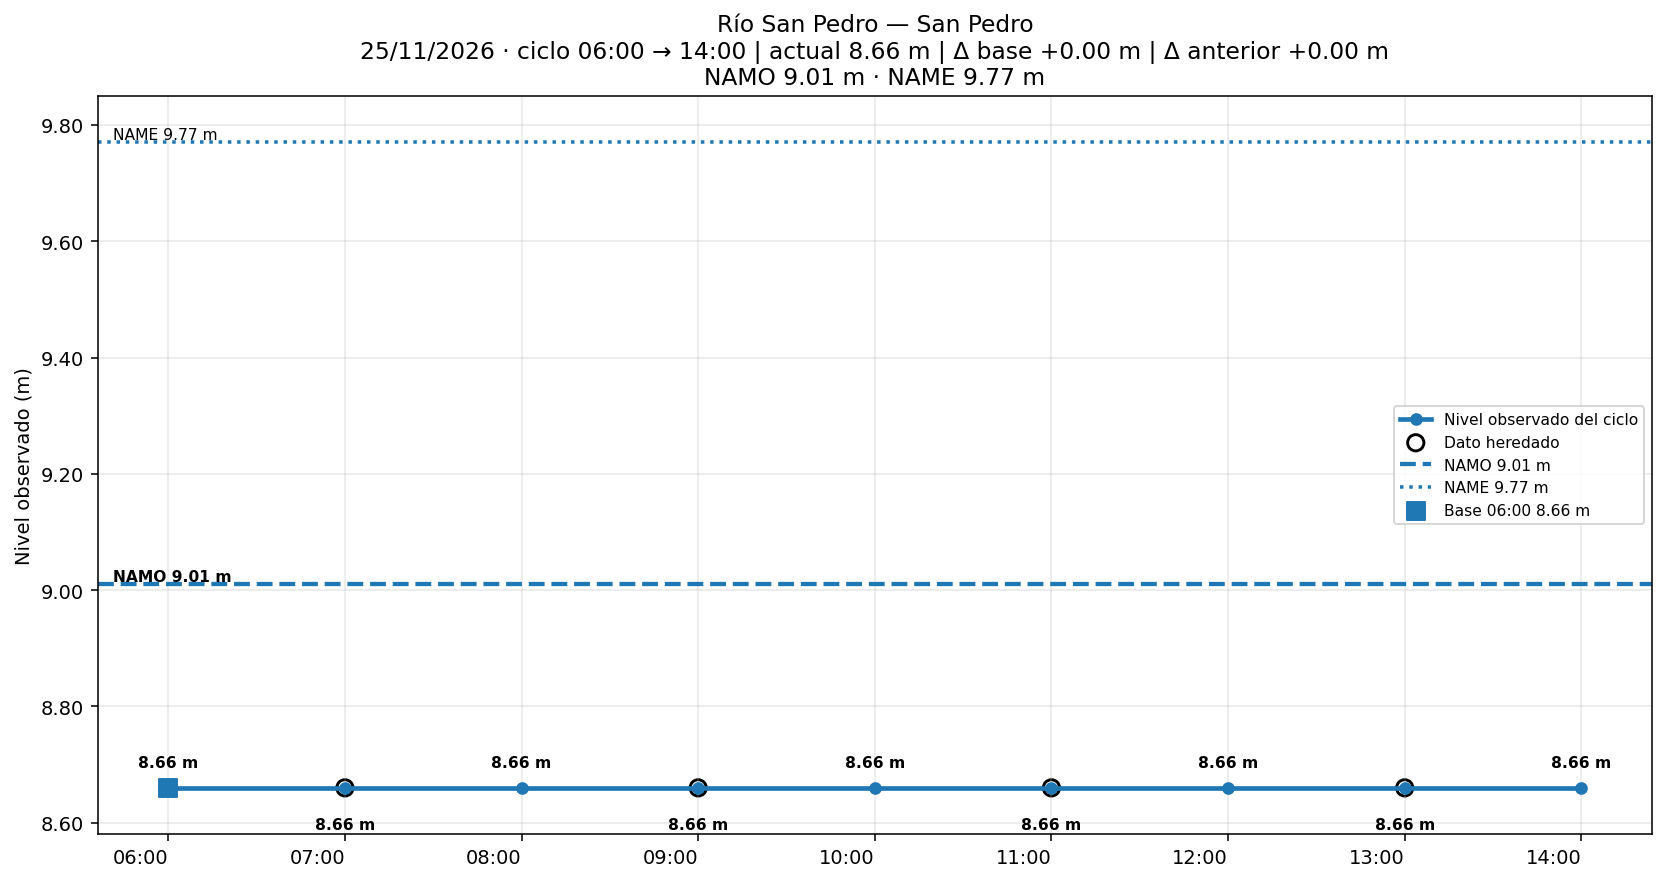 Río San Pedro — San Pedro
25/11/2026 · ciclo 06:00 → 14:00 | actual 8.66 m | Δ base +0.00 m | Δ anterior +0.00 m
NAMO 9.01 m · NAME 9.77 m
Nivel observado (m)
9.80
9.60
9.40
9.20
9.00
8.80
8.60
NAME 9.77 m
NAMO 9.01 m
Nivel observado del ciclo
Dato heredado
NAMO 9.01 m
NAME 9.77 m
Base 06:00 8.66 m
8.66 m
8.66 m
8.66 m
8.66 m
8.66 m
8.66 m
8.66 m
8.66 m
8.66 m
06:00
07:00
08:00
09:00
10:00
11:00
12:00
13:00
14:00